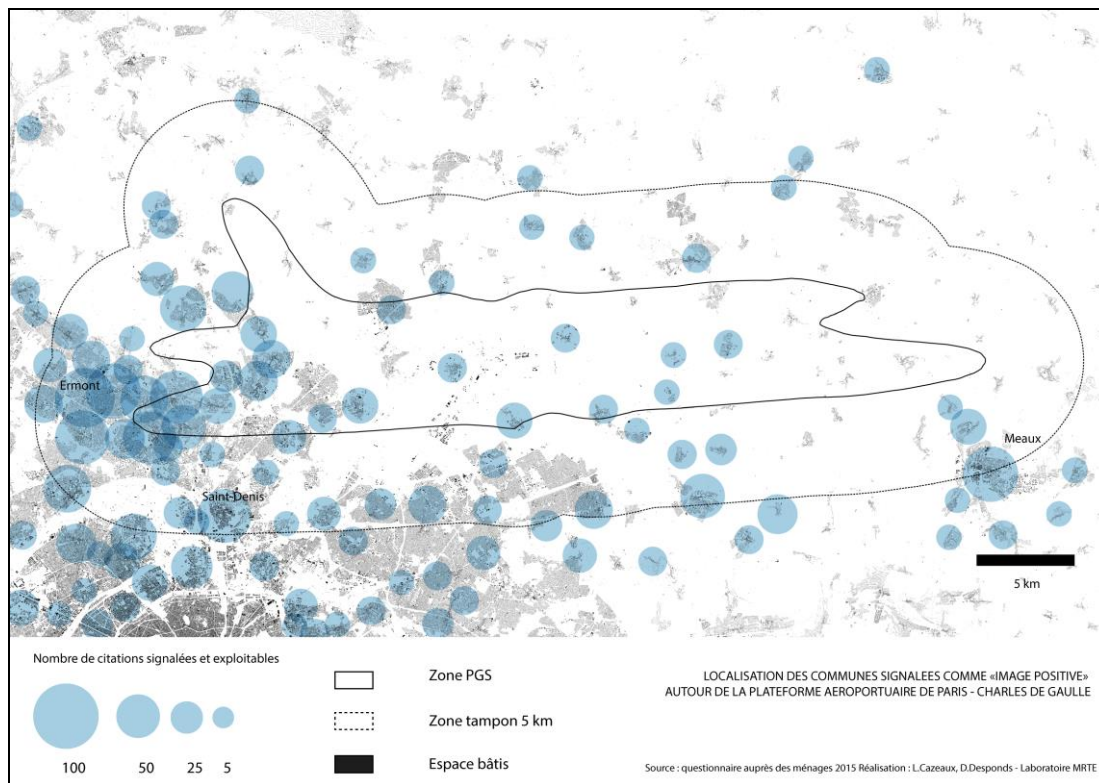 Ermont
Saint-Denis
Meaux
5 km
Nombre de citations signalées et exploitables
100 50 25 5
Zone PGS
Zone tampon 5 km
Espace bâtis
LOCALISATION DES COMMUNES SIGNALEES COMME «IMAGE POSITIVE»
AUTOUR DE LA PLATEFORME AEROPORTUAIRE DE PARIS - CHARLES DE GAULLE
Source : questionnaire auprès des ménages 2015 Réalisation : L.Cazeaux, D.Desponds - Laboratoire MRTE